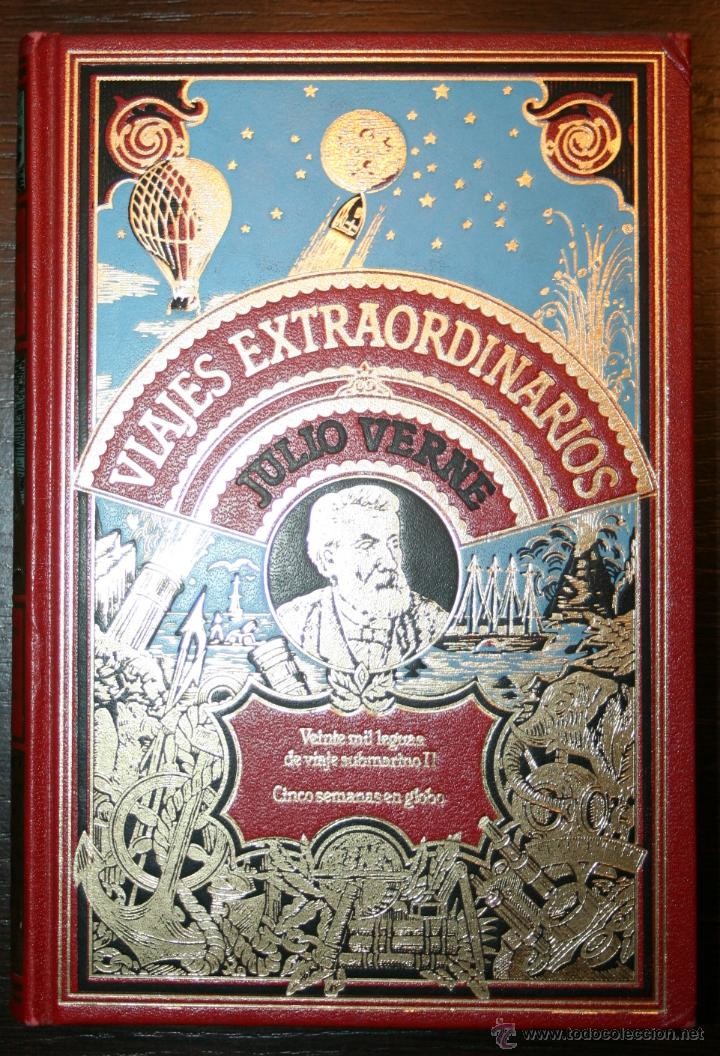 VIAJES EXTRAORDINARIOS
JULIO VERNE
Veinte mil leguas
de viaje submarino II
Cinco semanas en globo
www.todocoleccion.net